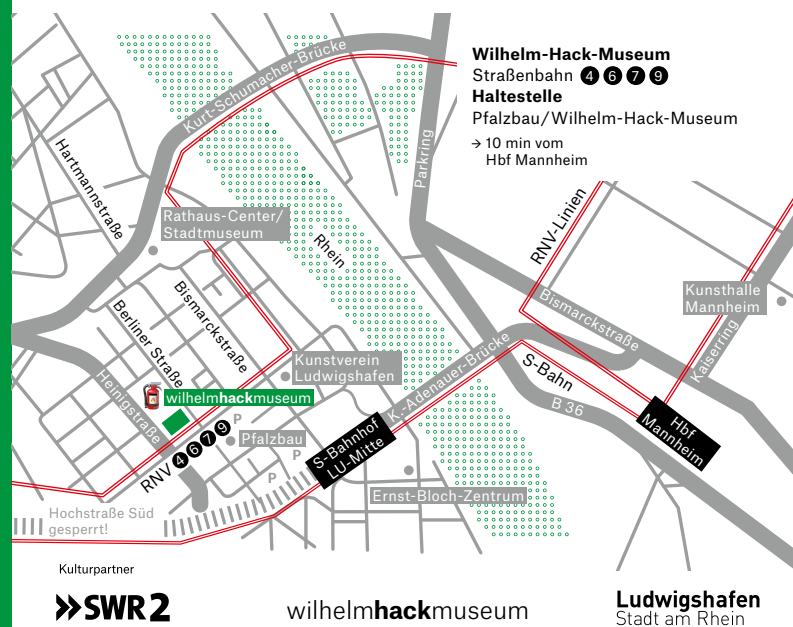 Wilhelm-Hack-Museum
Straßenbahn 4 6 7 9
Haltestelle
Pfalzbau/Wilhelm-Hack-Museum
→ 10 min vom
Hbf Mannheim
Kurt-Schumacher-Brücke
Parkring
Hartmannstraße
Rathaus-Center/
Stadtmuseum
Rhein
RNV-Linien
Bismarckstraße
Kunsthalle
Mannheim
Kaiserring
Berliner Straße
Bismarckstraße
Heinigstraße
Kunstverein
Ludwigshafen
K.-Adenauer-Brücke
S-Bahn
B 36
Hbf
Mannheim
wilhelmhackmuseum
P
RNV 4 6 7 9
Pfalzbau
P
P
S-Bahnhof
LU-Mitte
Ernst-Bloch-Zentrum
Hochstraße Süd
gesperrt!
Kulturpartner
SWR2
wilhelmhackmuseum
Ludwigshafen
Stadt am Rhein